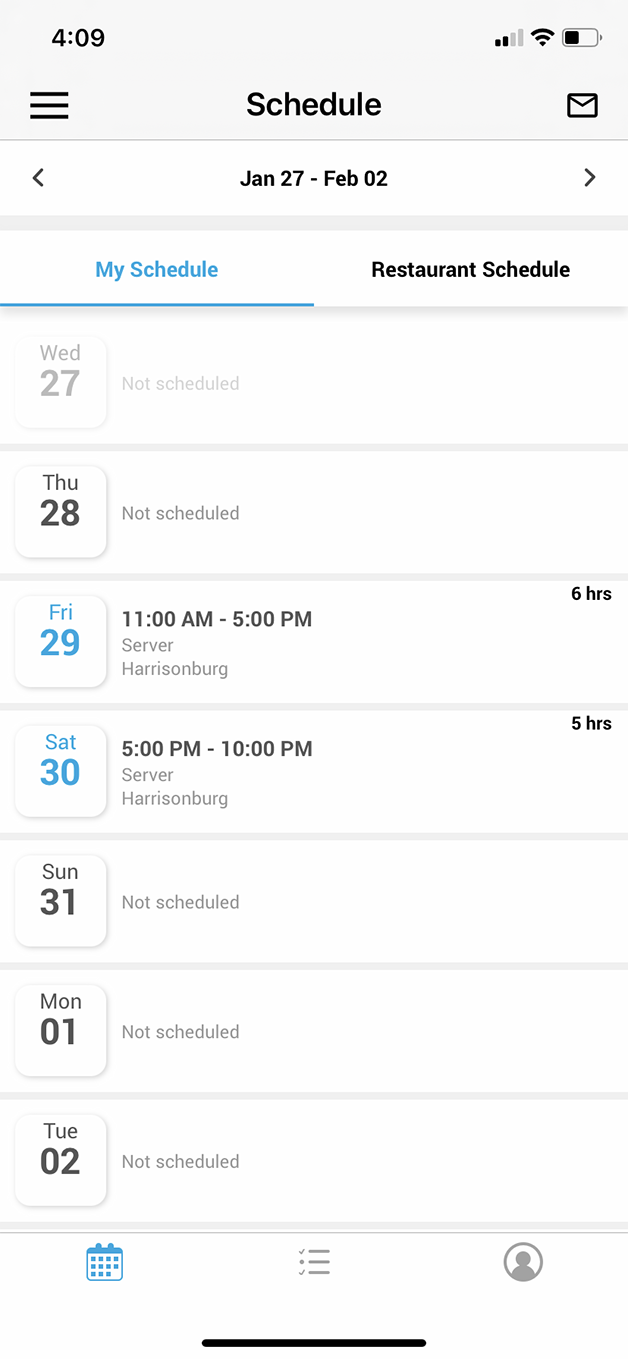 4:09
Schedule
Jan 27 - Feb 02
My Schedule
Restaurant Schedule
Wed
27
Not scheduled
Thu
28
Not scheduled
6 hrs
Fri
29
11:00 AM - 5:00 PM
Server
Harrisonburg
5 hrs
Sat
30
5:00 PM - 10:00 PM
Server
Harrisonburg
Sun
31
Not scheduled
Mon
01
Not scheduled
Tue
02
Not scheduled